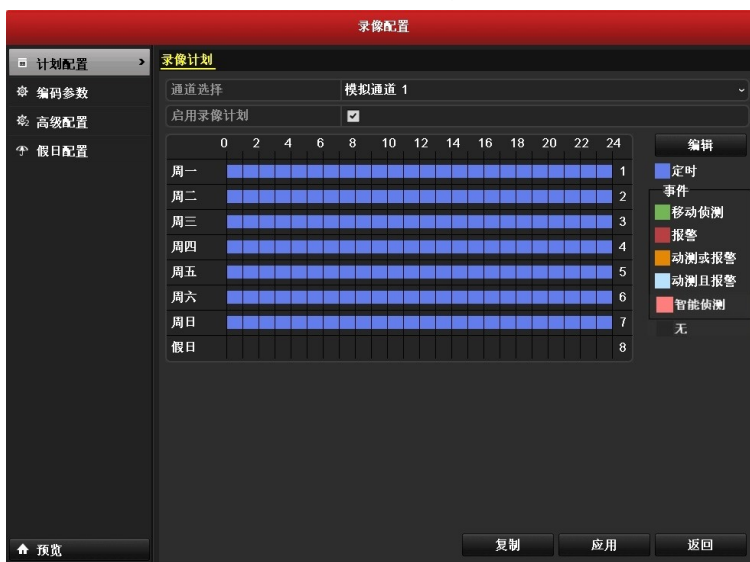 录像配置
计划配置
编码参数
高级配置
假日配置
预览
录像计划
通道选择 模拟通道 1
启用录像计划
0 2 4 6 8 10 12 14 16 18 20 22 24
周一 1
周二 2
周三 3
周四 4
周五 5
周六 6
周日 7
假日 8
编辑
定时
事件
移动侦测
报警
动测或报警
动测且报警
智能侦测
无
复制 应用 返回